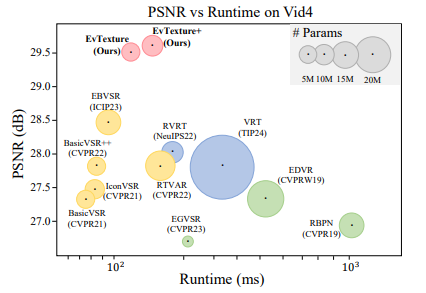 PSNR vs Runtime on Vid4
EvTexture
(Ours)
EvTexture+
(Ours)
# Params
5M 10M 15M 20M
EBVSR
(ICIP23)
RVRT
(NeuIPS22)
VRT
(TIP24)
BasicVSR++
(CVPR22)
IconVSR
(CVPR21)
RTVAR
(CVPR22)
EDVR
(CVPRW19)
BasicVSR
(CVPR21)
EGVSR
(CVPR23)
RBPN
(CVPR19)
PSNR (dB)
29.5
29.0
28.5
28.0
27.5
27.0
10²
10³
Runtime (ms)